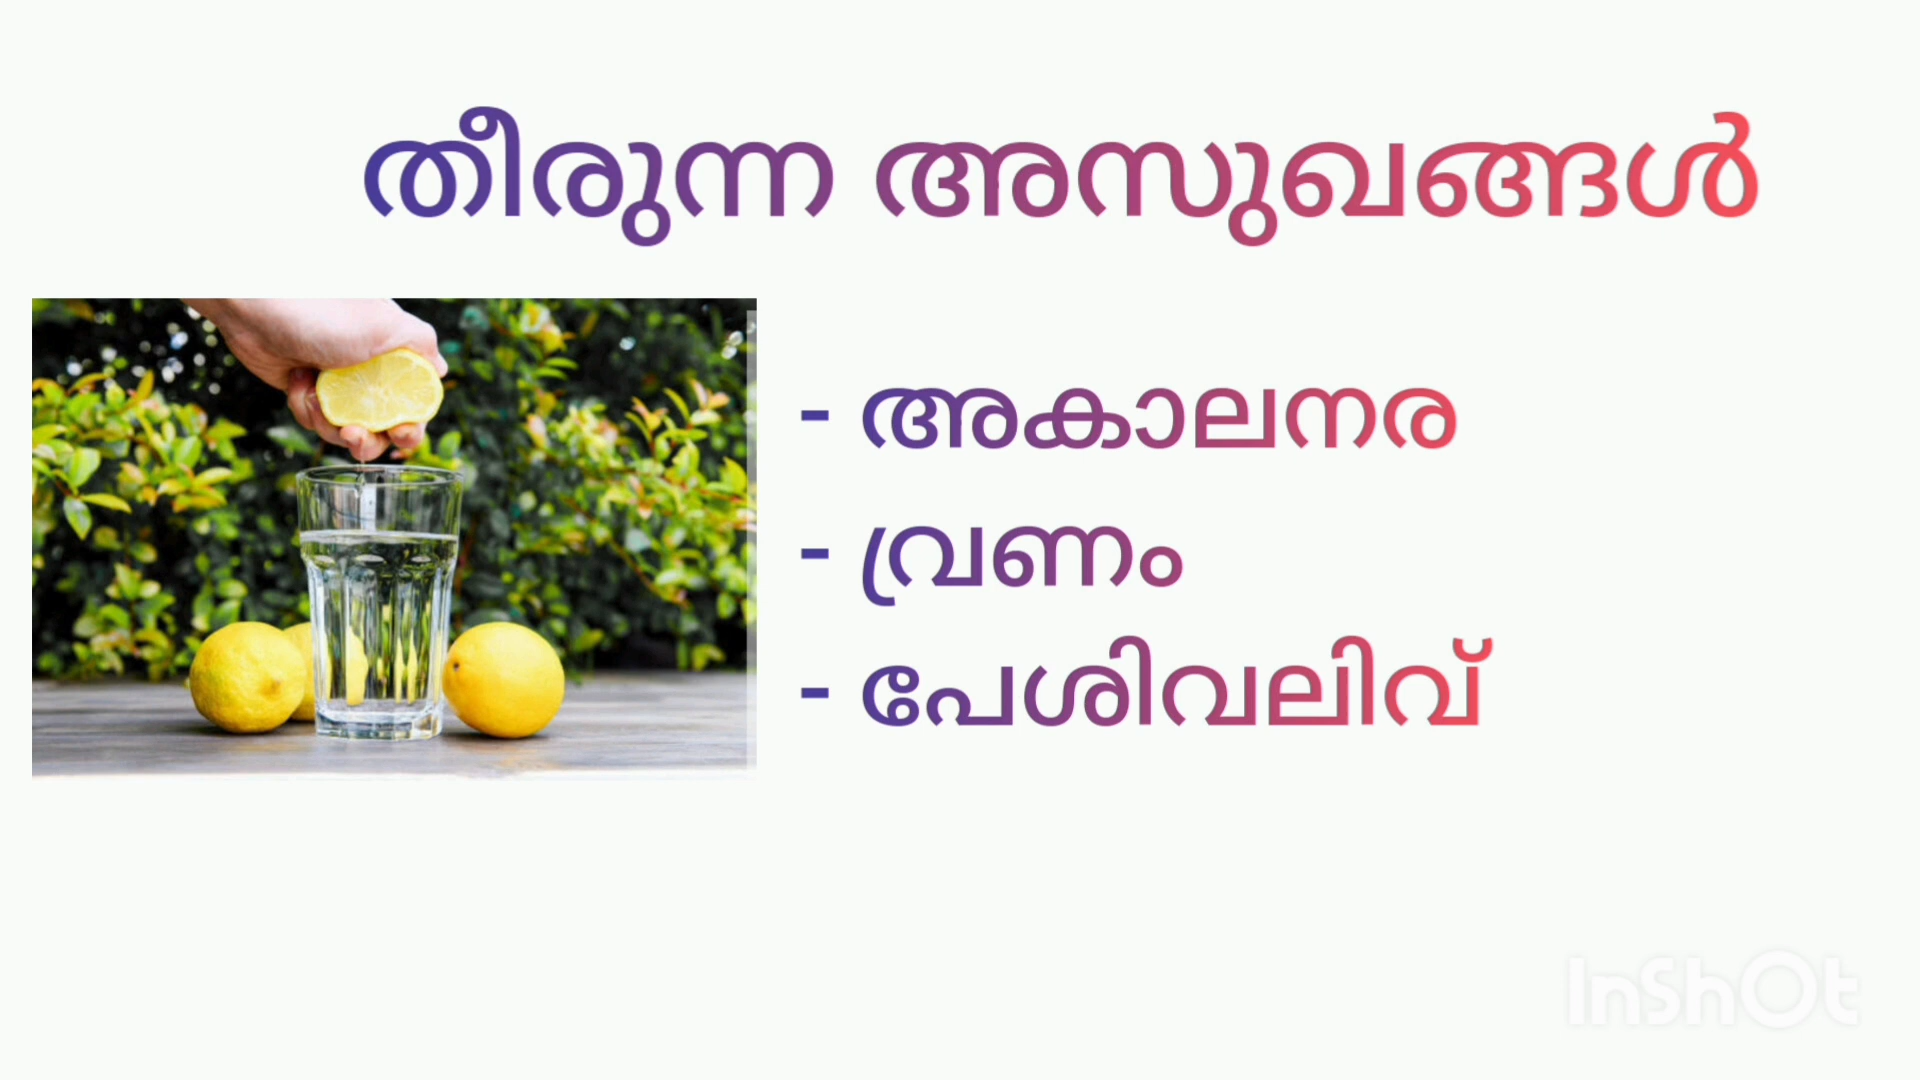 തീരുന്ന അസുഖങ്ങൾ
- അകാലനര
- വ്രണം
- പേശിവലിവ്
InShOt